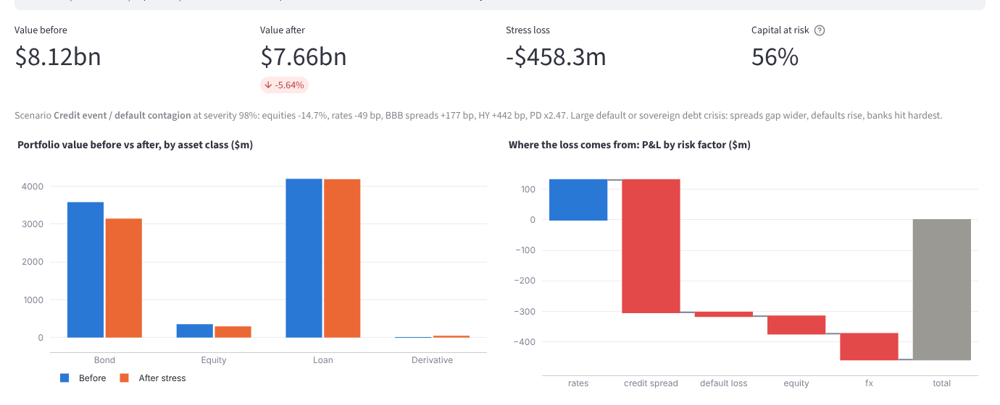 Value before
$8.12bn
Value after
$7.66bn
↓ -5.64%
Stress loss
-$458.3m
Capital at risk ?
56%
Scenario Credit event / default contagion at severity 98%: equities -14.7%, rates -49 bp, BBB spreads +177 bp, HY +442 bp, PD x2.47. Large default or sovereign debt crisis: spreads gap wider, defaults rise, banks hit hardest.
Portfolio value before vs after, by asset class ($m)
4000
3000
2000
1000
0
Bond
Equity
Loan
Derivative
Before
After stress
Where the loss comes from: P&L by risk factor ($m)
100
0
−100
−200
−300
−400
rates
credit spread
default loss
equity
fx
total